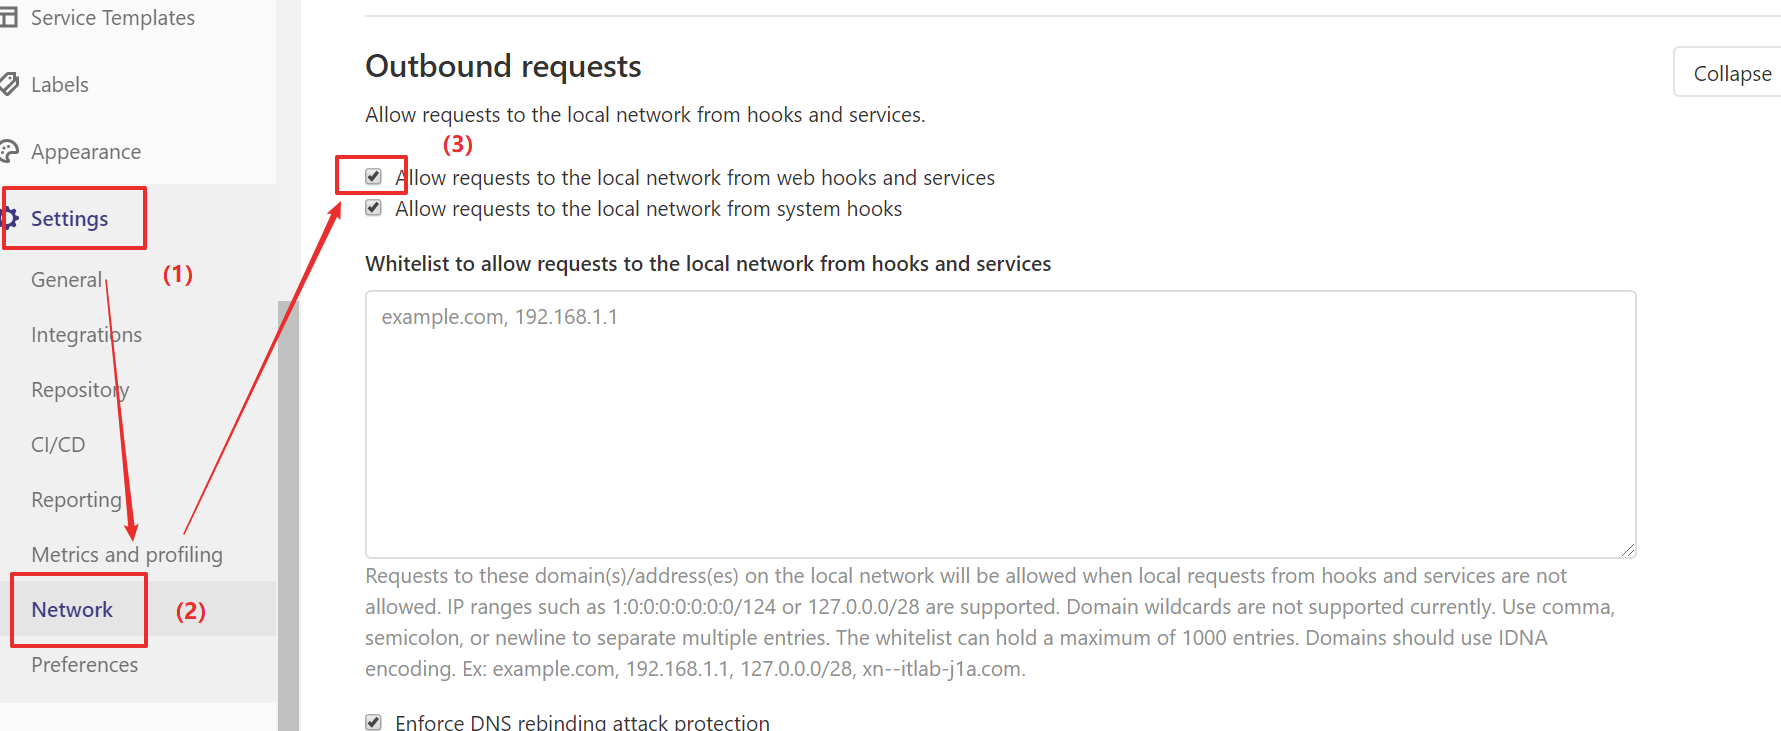 Service Templates
Labels
Appearance
Settings
General
(1)
Integrations
Repository
CI/CD
Reporting
Metrics and profiling
Network
(2)
Preferences
Outbound requests
Collapse
Allow requests to the local network from hooks and services.
(3)
Allow requests to the local network from web hooks and services
Allow requests to the local network from system hooks
Whitelist to allow requests to the local network from hooks and services
example.com, 192.168.1.1
Requests to these domain(s)/address(es) on the local network will be allowed when local requests from hooks and services are not
allowed. IP ranges such as 1:0:0:0:0:0:0:0/124 or 127.0.0.0/28 are supported. Domain wildcards are not supported currently. Use comma,
semicolon, or newline to separate multiple entries. The whitelist can hold a maximum of 1000 entries. Domains should use IDNA
encoding. Ex: example.com, 192.168.1.1, 127.0.0.0/28, xn--itlab-j1a.com.
Enforce DNS rebinding attack protection